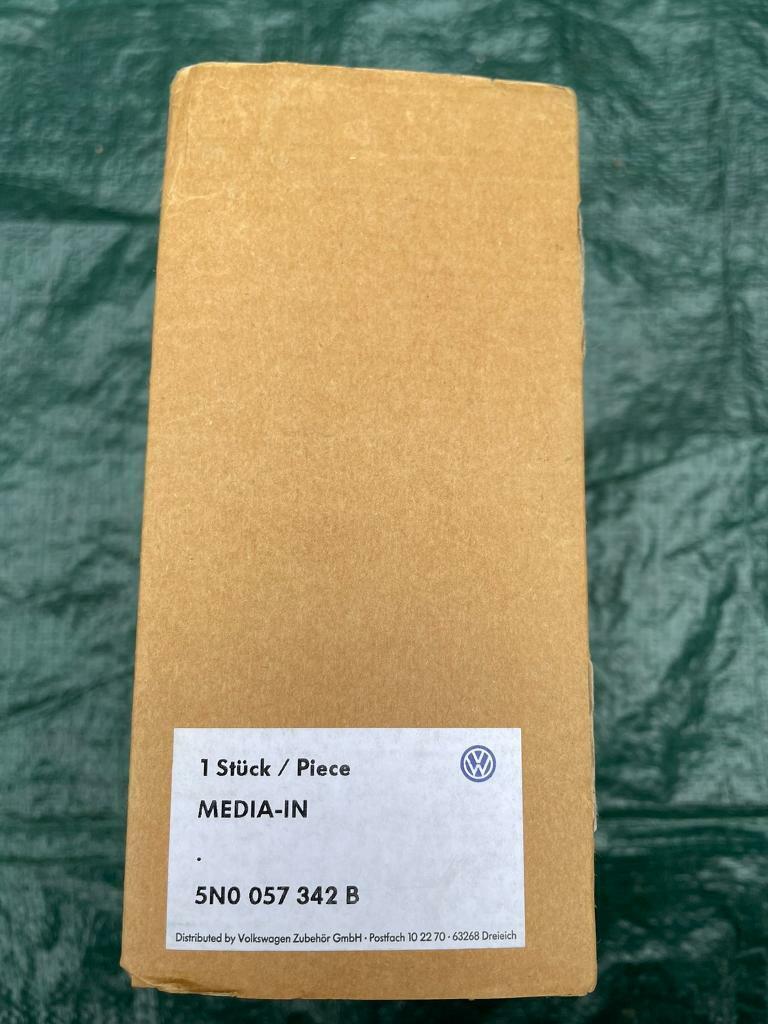 1 Stück / Piece
MEDIA-IN
.
5N0 057 342 B
Distributed by Volkswagen Zubehör GmbH · Postfach 10 22 70 · 63268 Dreieich